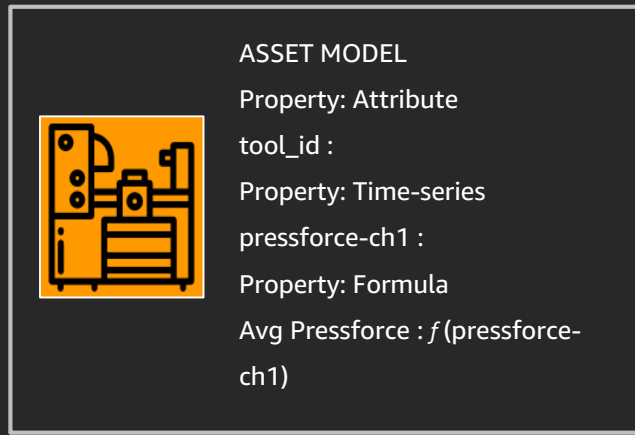 ASSET MODEL
Property: Attribute
tool_id :
Property: Time-series
pressforce-ch1 :
Property: Formula
Avg Pressforce : ƒ(pressforce-
ch1)